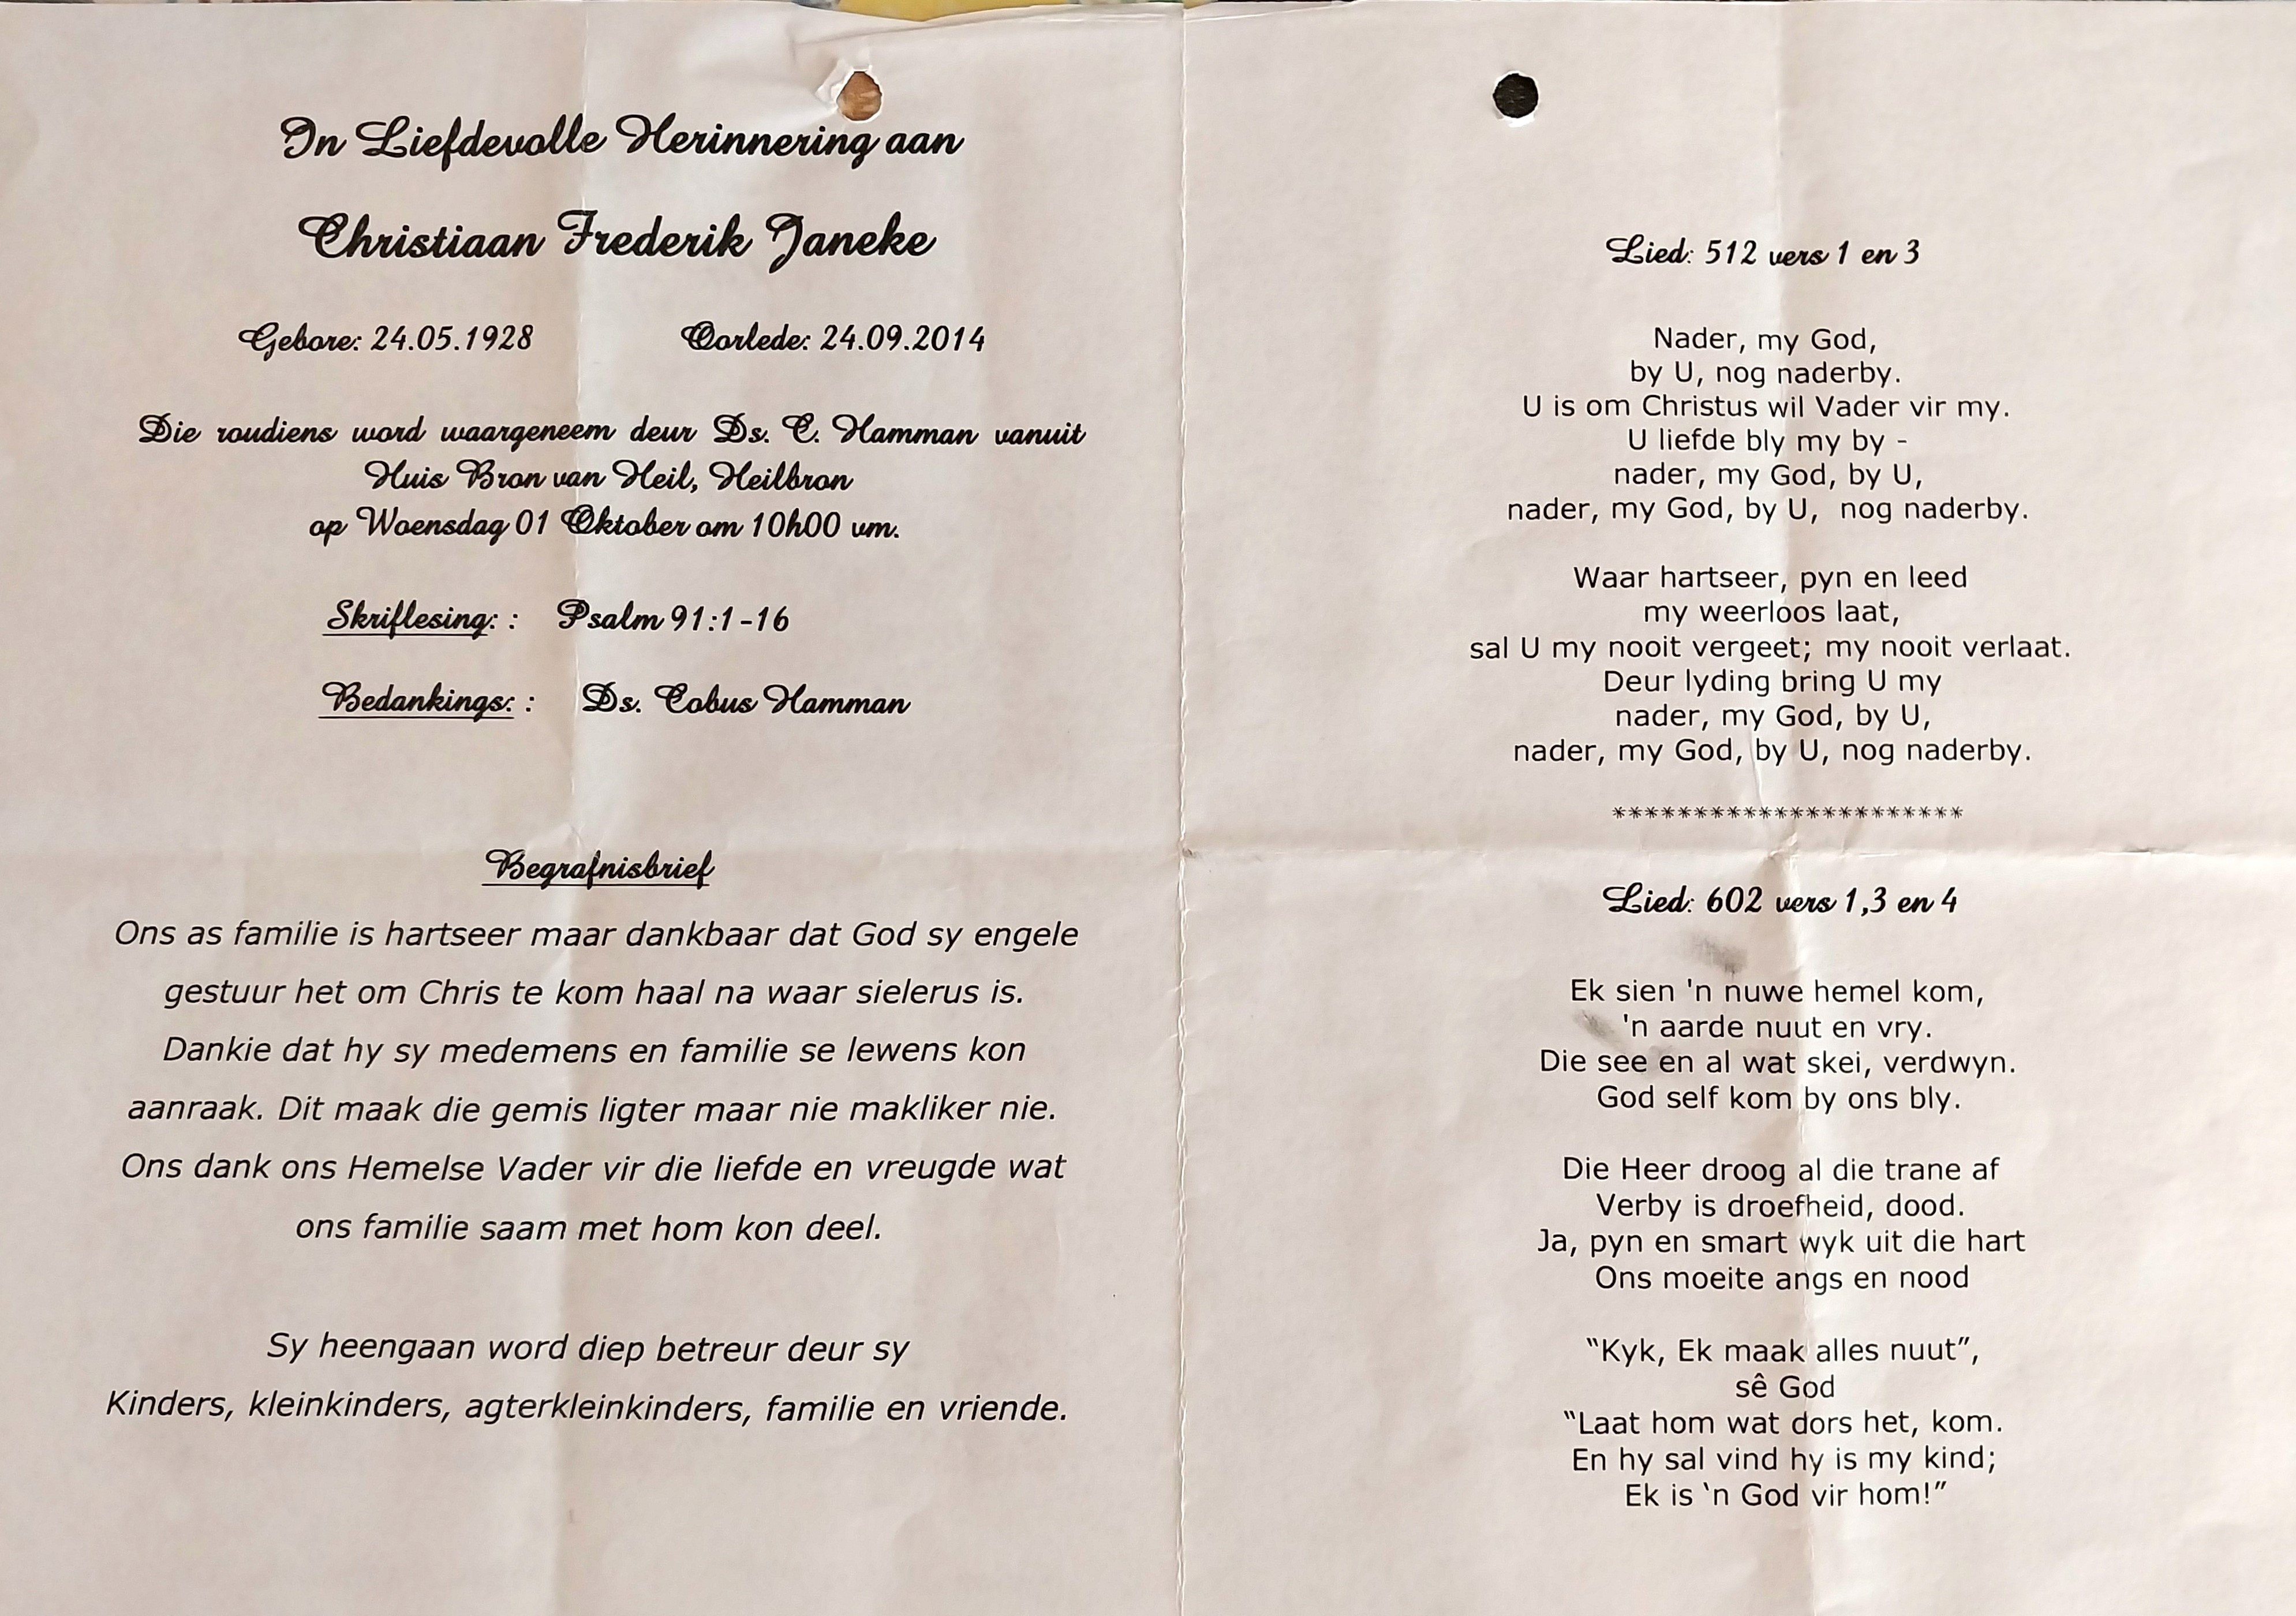 In Liefdevolle Herinnering aan
Christiaan Frederik Janeke
Gebore: 24.05.1928 Oorlede: 24.09.2014
Die roudiens word waargeneem deur Ds. C. Hamman vanuit
Huis Bron van Heil, Heilbron
op Woensdag 01 Oktober om 10h00 vm.
Skriflesing: : Psalm 91:1-16
Bedankings: : Ds. Cobus Hamman
Begrafnisbrief
Ons as familie is hartseer maar dankbaar dat God sy engele
gestuur het om Chris te kom haal na waar sielerus is.
Dankie dat hy sy medemens en familie se lewens kon
aanraak. Dit maak die gemis ligter maar nie makliker nie.
Ons dank ons Hemelse Vader vir die liefde en vreugde wat
ons familie saam met hom kon deel.
Sy heengaan word diep betreur deur sy
Kinders, kleinkinders, agterkleinkinders, familie en vriende.
Lied: 512 vers 1 en 3
Nader, my God,
by U, nog naderby.
U is om Christus wil Vader vir my.
U liefde bly my by -
nader, my God, by U,
nader, my God, by U, nog naderby.
Waar hartseer, pyn en leed
my weerloos laat,
sal U my nooit vergeet; my nooit verlaat.
Deur lyding bring U my
nader, my God, by U,
nader, my God, by U, nog naderby.
**********************
Lied: 602 vers 1,3 en 4
Ek sien 'n nuwe hemel kom,
'n aarde nuut en vry.
Die see en al wat skei, verdwyn.
God self kom by ons bly.
Die Heer droog al die trane af
Verby is droefheid, dood.
Ja, pyn en smart wyk uit die hart
Ons moeite angs en nood
“Kyk, Ek maak alles nuut”,
sê God
“Laat hom wat dors het, kom.
En hy sal vind hy is my kind;
Ek is ‘n God vir hom!”